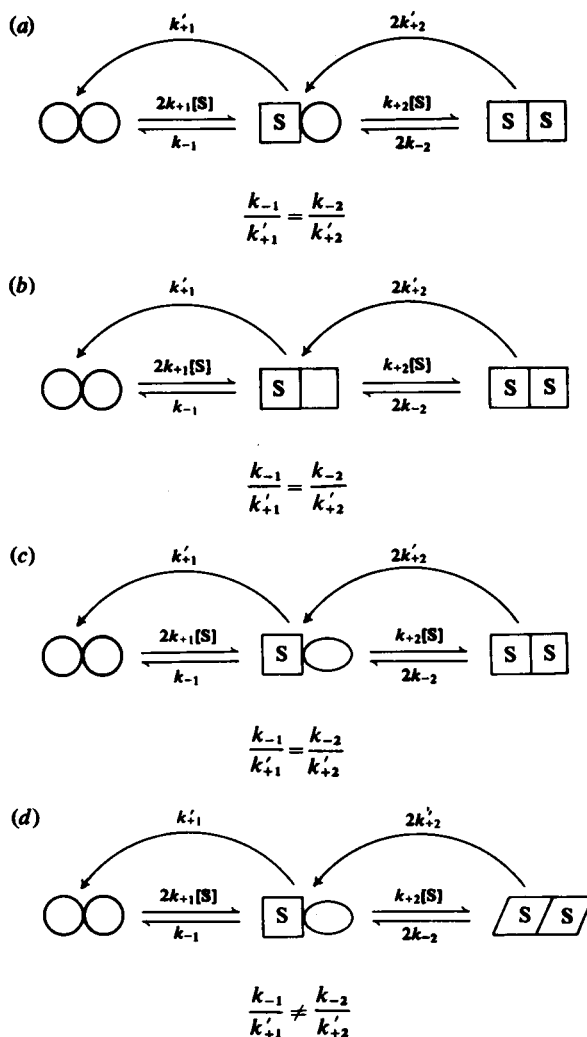 (a)
k′₊₁ 2k′₊₂
2k₊₁[S] k₊₂[S]
S S S
k₋₁ 2k₋₂
k₋₁/k′₊₁ = k₋₂/k′₊₂
(b)
k′₊₁ 2k′₊₂
2k₊₁[S] k₊₂[S]
S S S
k₋₁ 2k₋₂
k₋₁/k′₊₁ = k₋₂/k′₊₂
(c)
k′₊₁ 2k′₊₂
2k₊₁[S] k₊₂[S]
S S S
k₋₁ 2k₋₂
k₋₁/k′₊₁ = k₋₂/k′₊₂
(d)
k′₊₁ 2k′₊₂
2k₊₁[S] k₊₂[S]
S S S
k₋₁ 2k₋₂
k₋₁/k′₊₁ ≠ k₋₂/k′₊₂